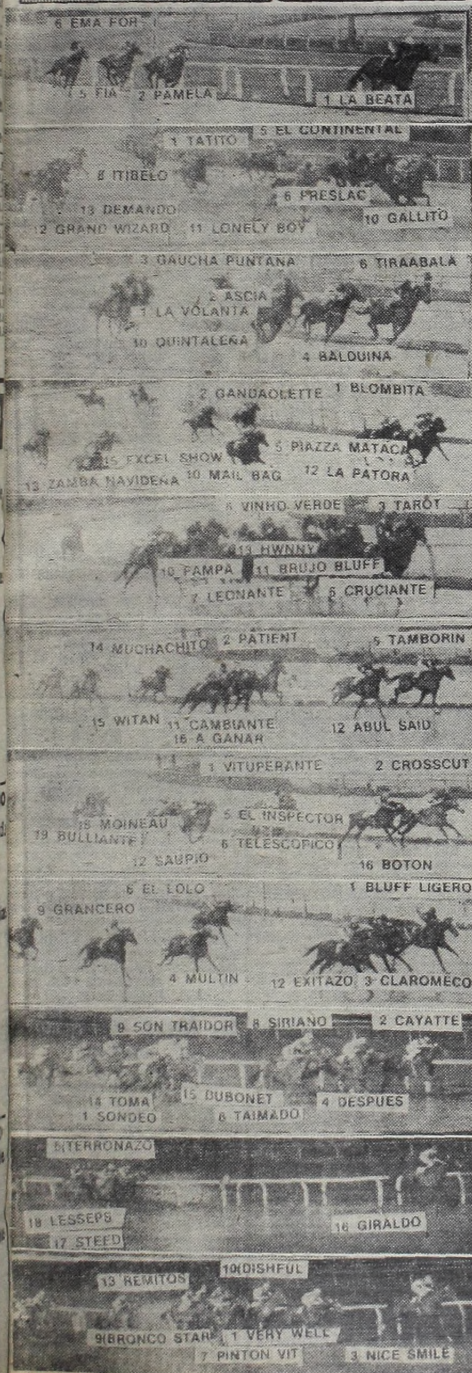 6 EMA FOR
5 FIA 2 PAMELA
1 LA BEATA
1 TATITO 5 EL CONTINENTAL
8 ITIBELO
6 PRESLAC
13 DEMANDO
10 GALLITO
12 GRAND WIZARD 11 LONELY BOY
3 GAUCHA PUNTANA 6 TIRAABALA
2 ASCIA
1 LA VOLANTA
10 QUINTALEÑA
4 BALDUINA
2 GANDAOLETTE 1 BLOMBITA
15 EXCEL SHOW 5 PIAZZA MATACA
13 ZAMBA NAVIDEÑA 10 MAIL BAG 12 LA PATORA
VINHO VERDE 3 TAROT
13 HWNNY
10 PAMPA 11 BRUJO BLUFF
7 LEONANTE 5 CRUCIANTE
14 MUCHACHITO 2 PATIENT 5 TAMBORIN
15 WITAN 11 CAMBIANTE 12 ABUL SAID
16 A GANAR
1 VITUPERANTE 2 CROSSCUT
18 MOINEAU 5 EL INSPECTOR
19 BULLIANTE 6 TELESCOPICO
12 SAUPIO
16 BOTON
6 EL LOLO 1 BLUFF LIGERO
9 GRANCERO
4 MULTIN 12 EXITAZO 3 CLAROMECO
9 SON TRAIDOR 8 SIRIANO 2 CAYATTE
14 TOMA 15 DUBONET 4 DESPUES
1 SONDEO 6 TAIMADO
5(TERRONAZO
18 LESSEPS
16 GIRALDO
17 STEED
10(DISHFUL
13 REMITOS
9(BRONCO STAR 1 VERY WELL
7 PINTON VIT 3 NICE SMILE